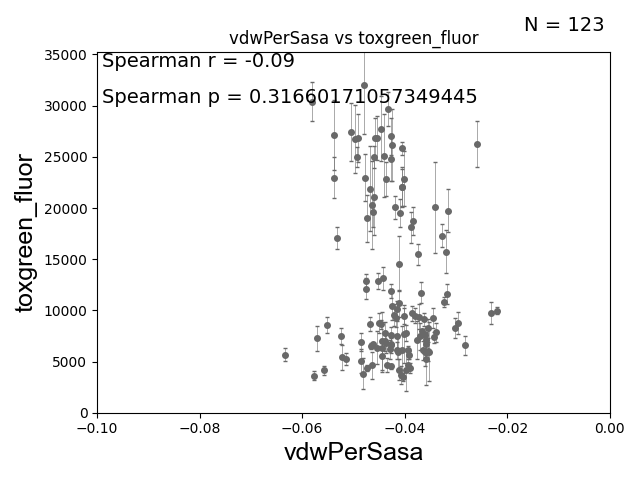 N = 123
vdwPerSasa vs toxgreen_fluor
Spearman r = -0.09
Spearman p = 0.31660171057349445
35000
30000
25000
20000
15000
10000
5000
0
toxgreen_fluor
−0.10 −0.08 −0.06 −0.04 −0.02 0.00
vdwPerSasa